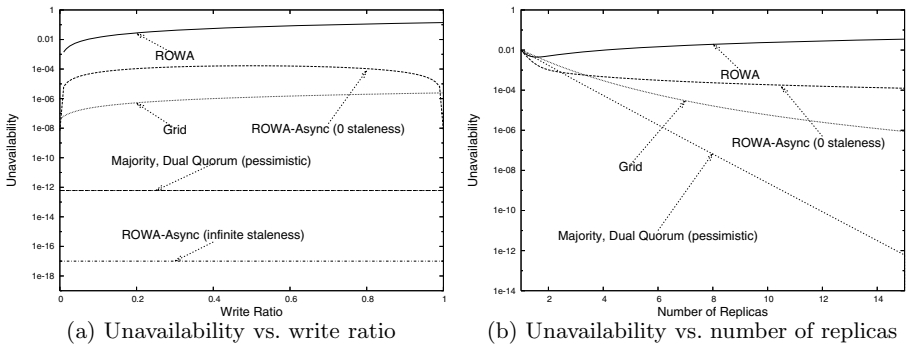 1
0.01
1e-04
1e-06
1e-08
1e-10
1e-12
1e-14
1e-16
1e-18
Unavailability
ROWA
Grid
ROWA-Async (0 staleness)
Majority, Dual Quorum (pessimistic)
ROWA-Async (infinite staleness)
0 0.2 0.4 0.6 0.8 1
Write Ratio
(a) Unavailability vs. write ratio
1
0.01
1e-04
1e-06
1e-08
1e-10
1e-12
1e-14
Unavailability
ROWA
ROWA-Async (0 staleness)
Grid
Majority, Dual Quorum (pessimistic)
2 4 6 8 10 12 14
Number of Replicas
(b) Unavailability vs. number of replicas